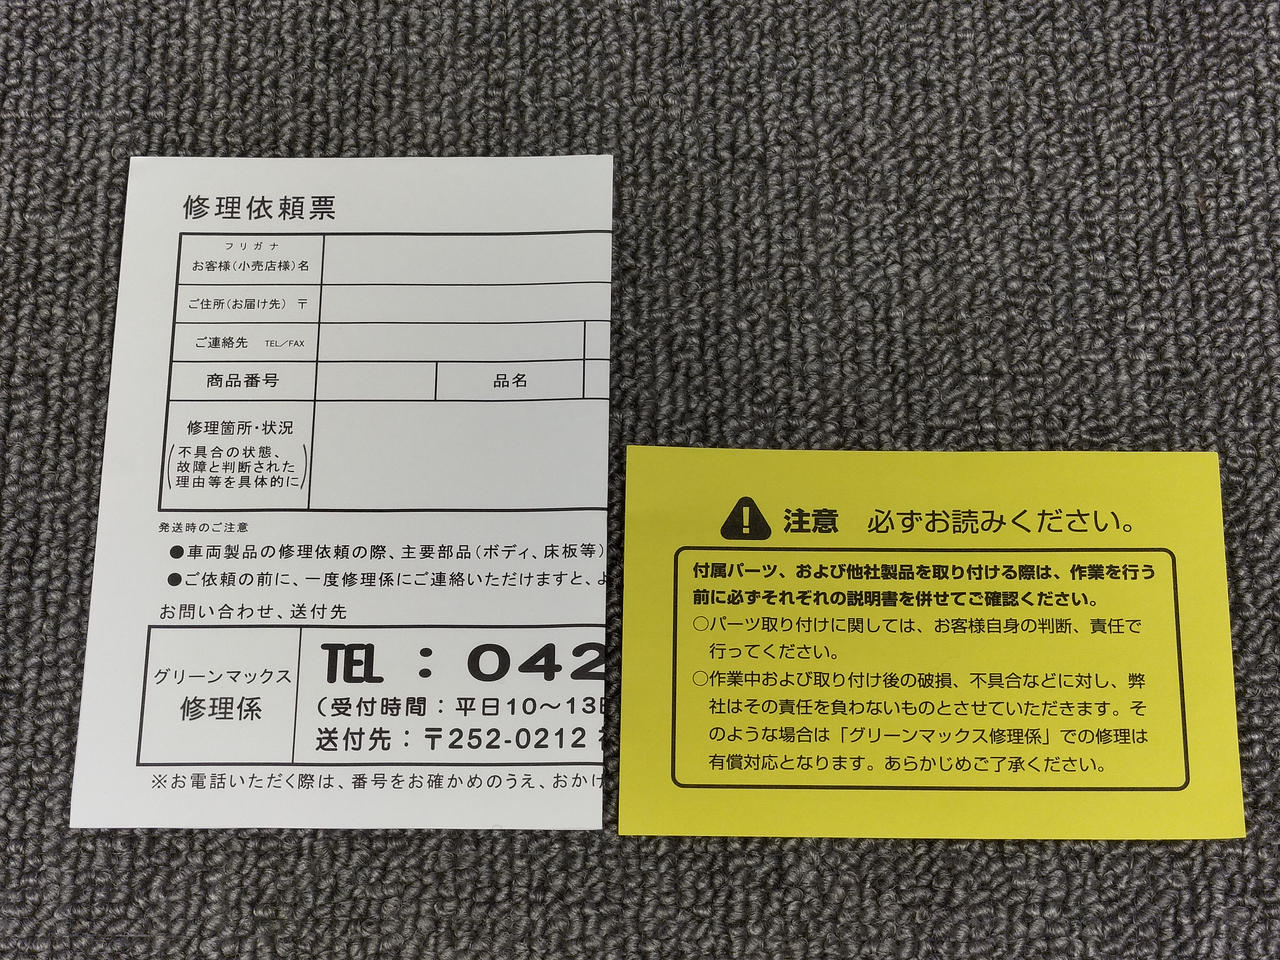 修理依頼票
フリガナ
お客様(小売店様)名
ご住所(お届け先) 〒
ご連絡先 TEL/FAX
商品番号
品名
修理箇所・状況
(不具合の状態、
故障と判断された
理由等を具体的に)
発送時のご注意
●車両製品の修理依頼の際、主要部品(ボディ、床板等)
●ご依頼の前に、一度修理係にご連絡いただけますと、よ
お問い合わせ、送付先
グリーンマックス
修理係
TEL:042
(受付時間:平日10〜13
送付先:〒252-0212
※お電話いただく際は、番号をお確かめのうえ、おかけ
注意 必ずお読みください。
付属パーツ、および他社製品を取り付ける際は、作業を行う
前に必ずそれぞれの説明書を併せてご確認ください。
○パーツ取り付けに関しては、お客様自身の判断、責任で
行ってください。
○作業中および取り付け後の破損、不具合などに対し、弊
社はその責任を負わないものとさせていただきます。そ
のような場合は「グリーンマックス修理係」での修理は
有償対応となります。あらかじめご了承ください。